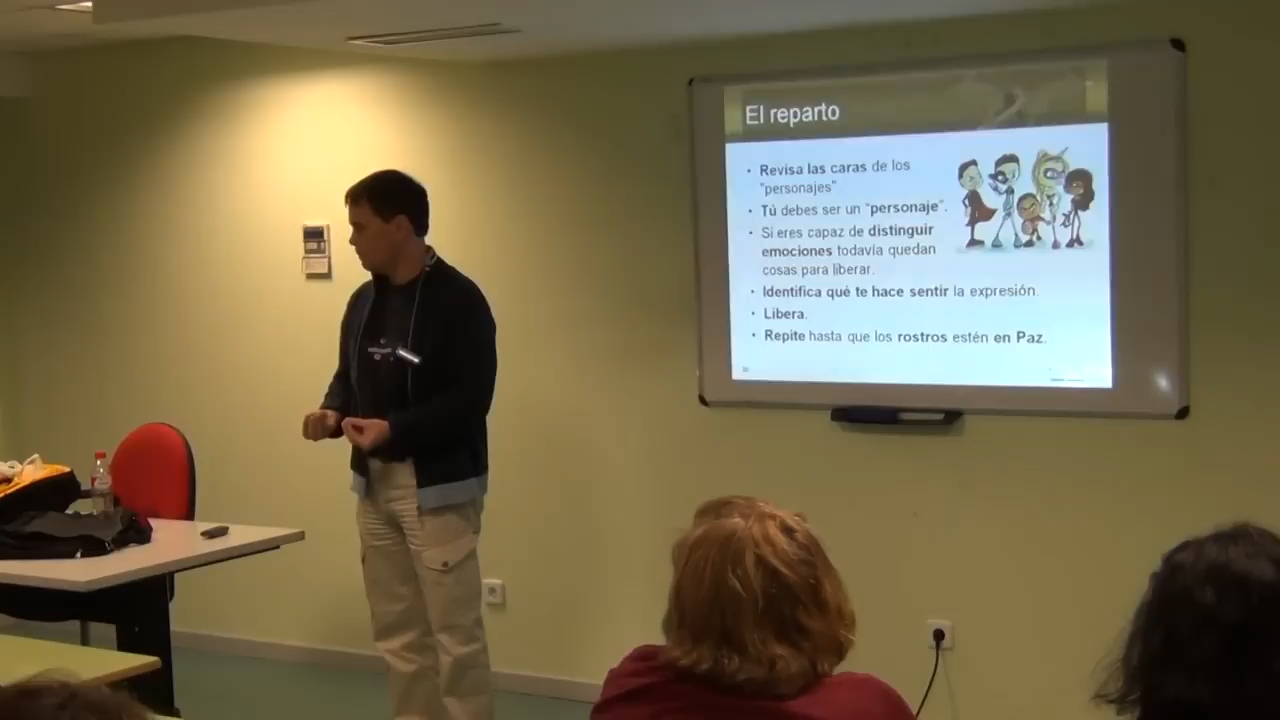 El reparto
• Revisa las caras de los
"personajes"
• Tú debes ser un "personaje".
• Si eres capaz de distinguir
emociones todavía quedan
cosas para liberar.
• Identifica qué te hace sentir la expresión.
• Libera.
• Repite hasta que los rostros estén en Paz.